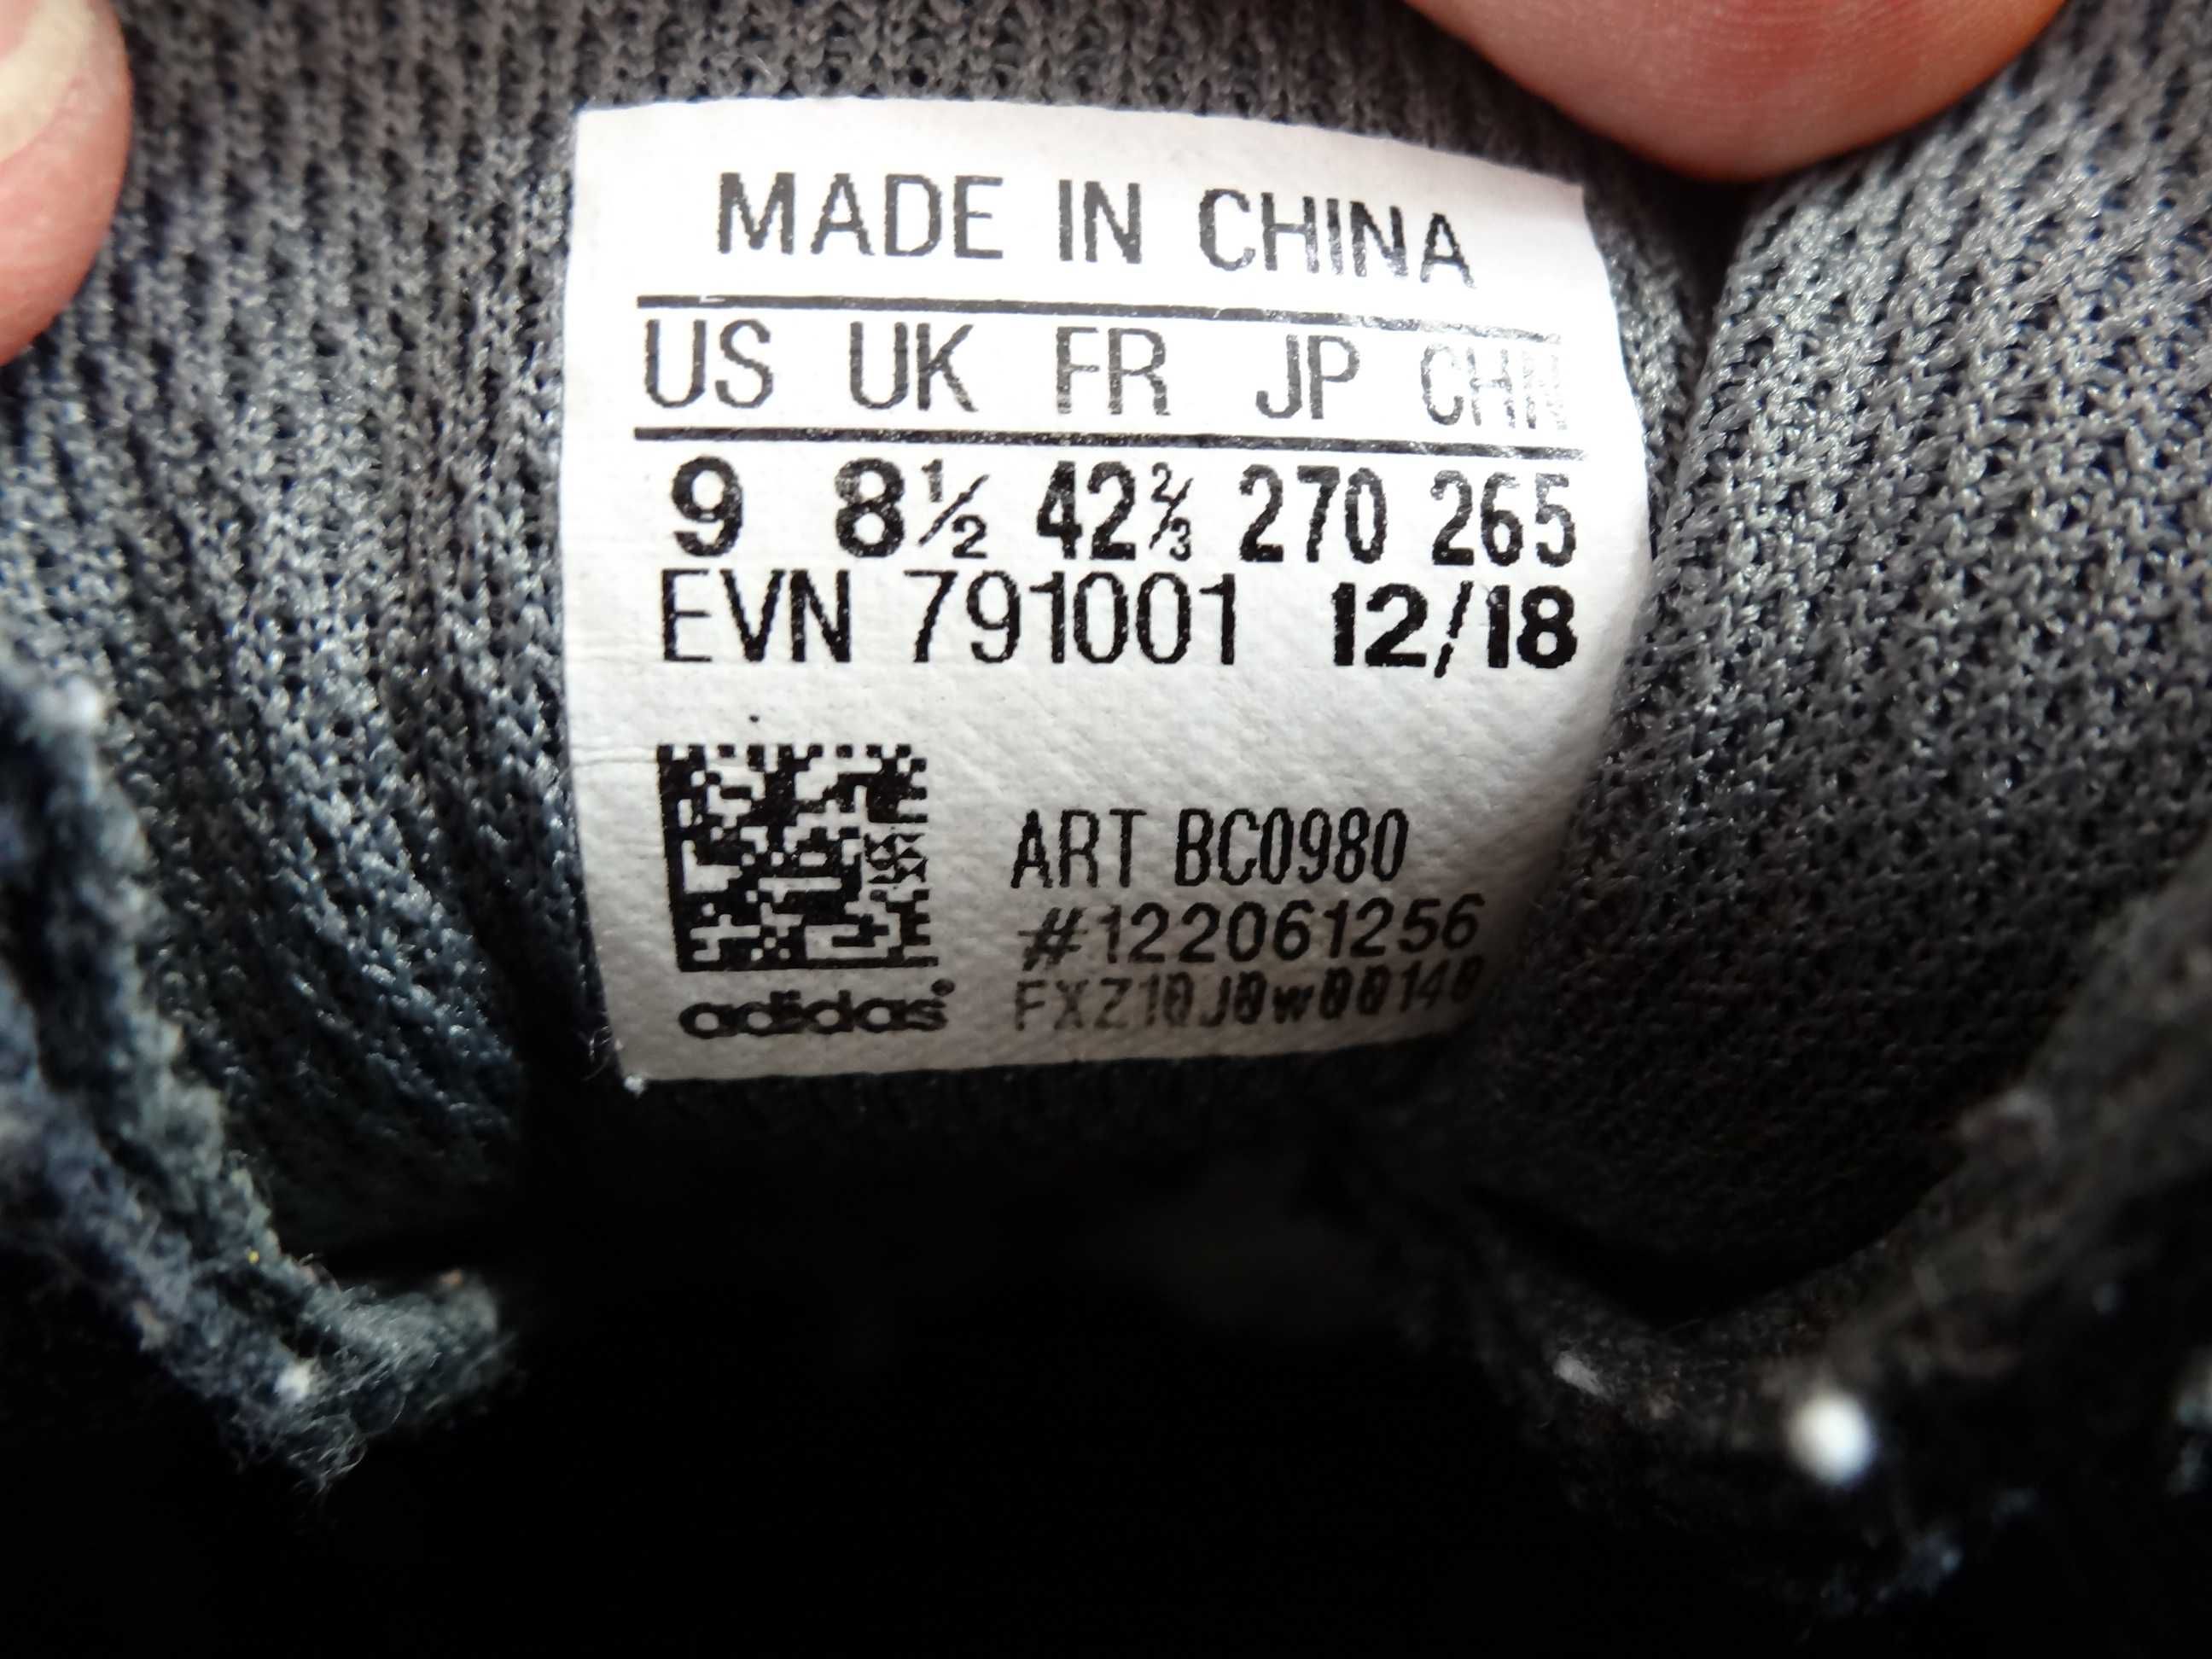 MADE IN CHINA
US UK FR JP CHN
9 8½ 42⅔ 270 265
EVN 791001 12/18
ART BC0980
#122061256
adidas® FXZ10J0w00140